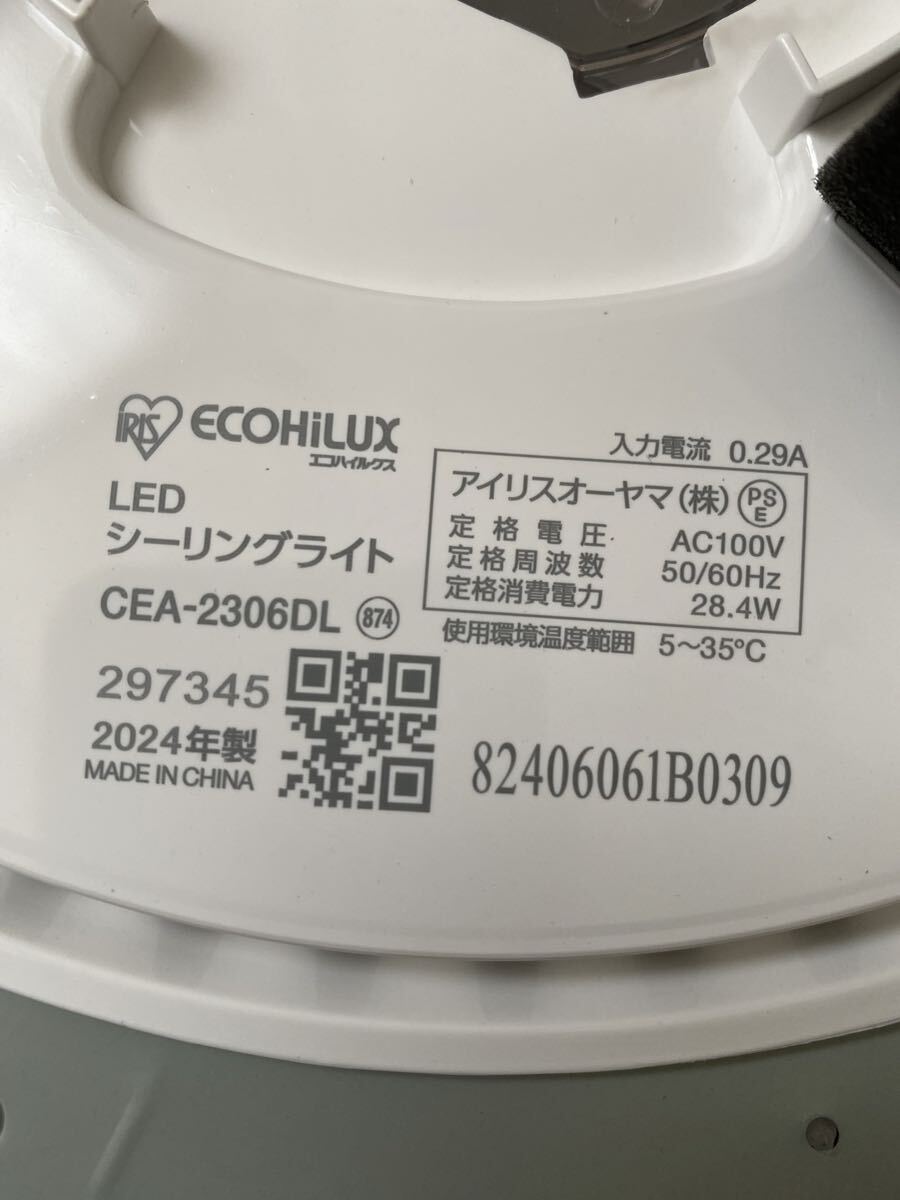 IRIS ECOHiLUX
エコハイルクス
LED
シーリングライト
CEA-2306DL 874
297345
2024年製
MADE IN CHINA
入力電流 0.29A
アイリスオーヤマ(株) PSE
定格電圧 AC100V
定格周波数 50/60Hz
定格消費電力 28.4W
使用環境温度範囲 5～35℃
82406061B0309